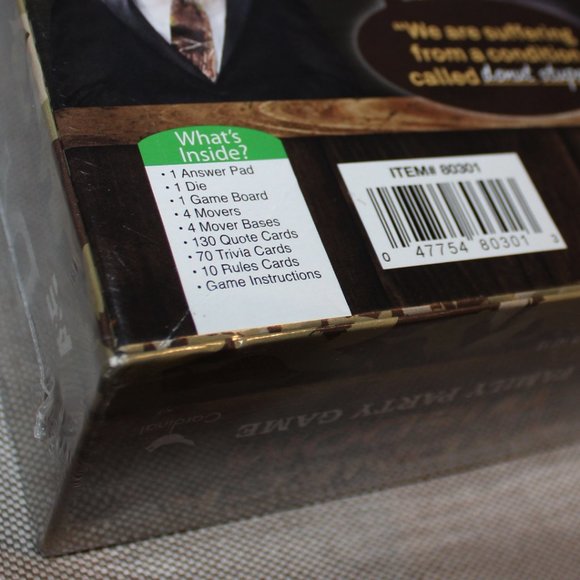 "We are suffering
from a condition
called donut
What's
Inside?
• 1 Answer Pad
• 1 Die
• 1 Game Board
• 4 Movers
• 4 Mover Bases
• 130 Quote Cards
• 70 Trivia Cards
• 10 Rules Cards
• Game Instructions
ITEM# 80301
0 47754 80301 3
FAMILY PARTY GAME
Cardinal